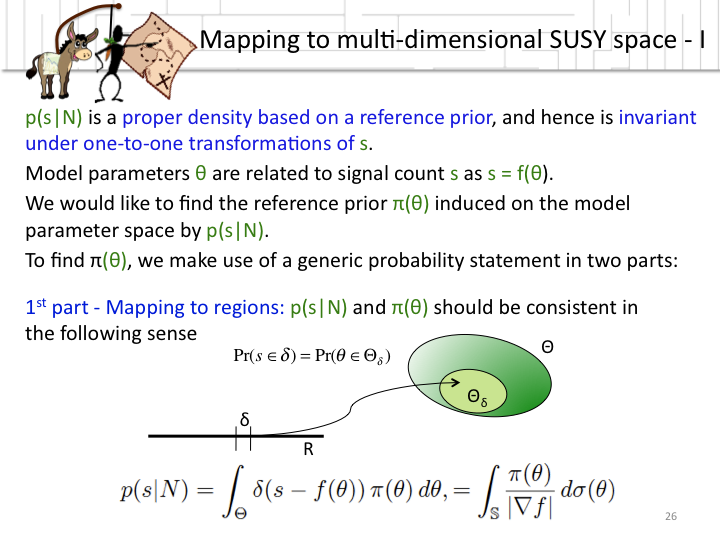 Mapping to multi-dimensional SUSY space - I
p(s|N) is a proper density based on a reference prior, and hence is invariant
under one-to-one transformations of s.
Model parameters θ are related to signal count s as s = f(θ).
We would like to find the reference prior π(θ) induced on the model
parameter space by p(s|N).
To find π(θ), we make use of a generic probability statement in two parts:
1st part - Mapping to regions: p(s|N) and π(θ) should be consistent in
the following sense
Pr(s ∈ δ) = Pr(θ ∈ Θ_δ)
Θ
Θ_δ
δ
R
p(s|N) = ∫_Θ δ(s − f(θ)) π(θ) dθ, = ∫_𝕊 π(θ)/|∇f| dσ(θ)
26